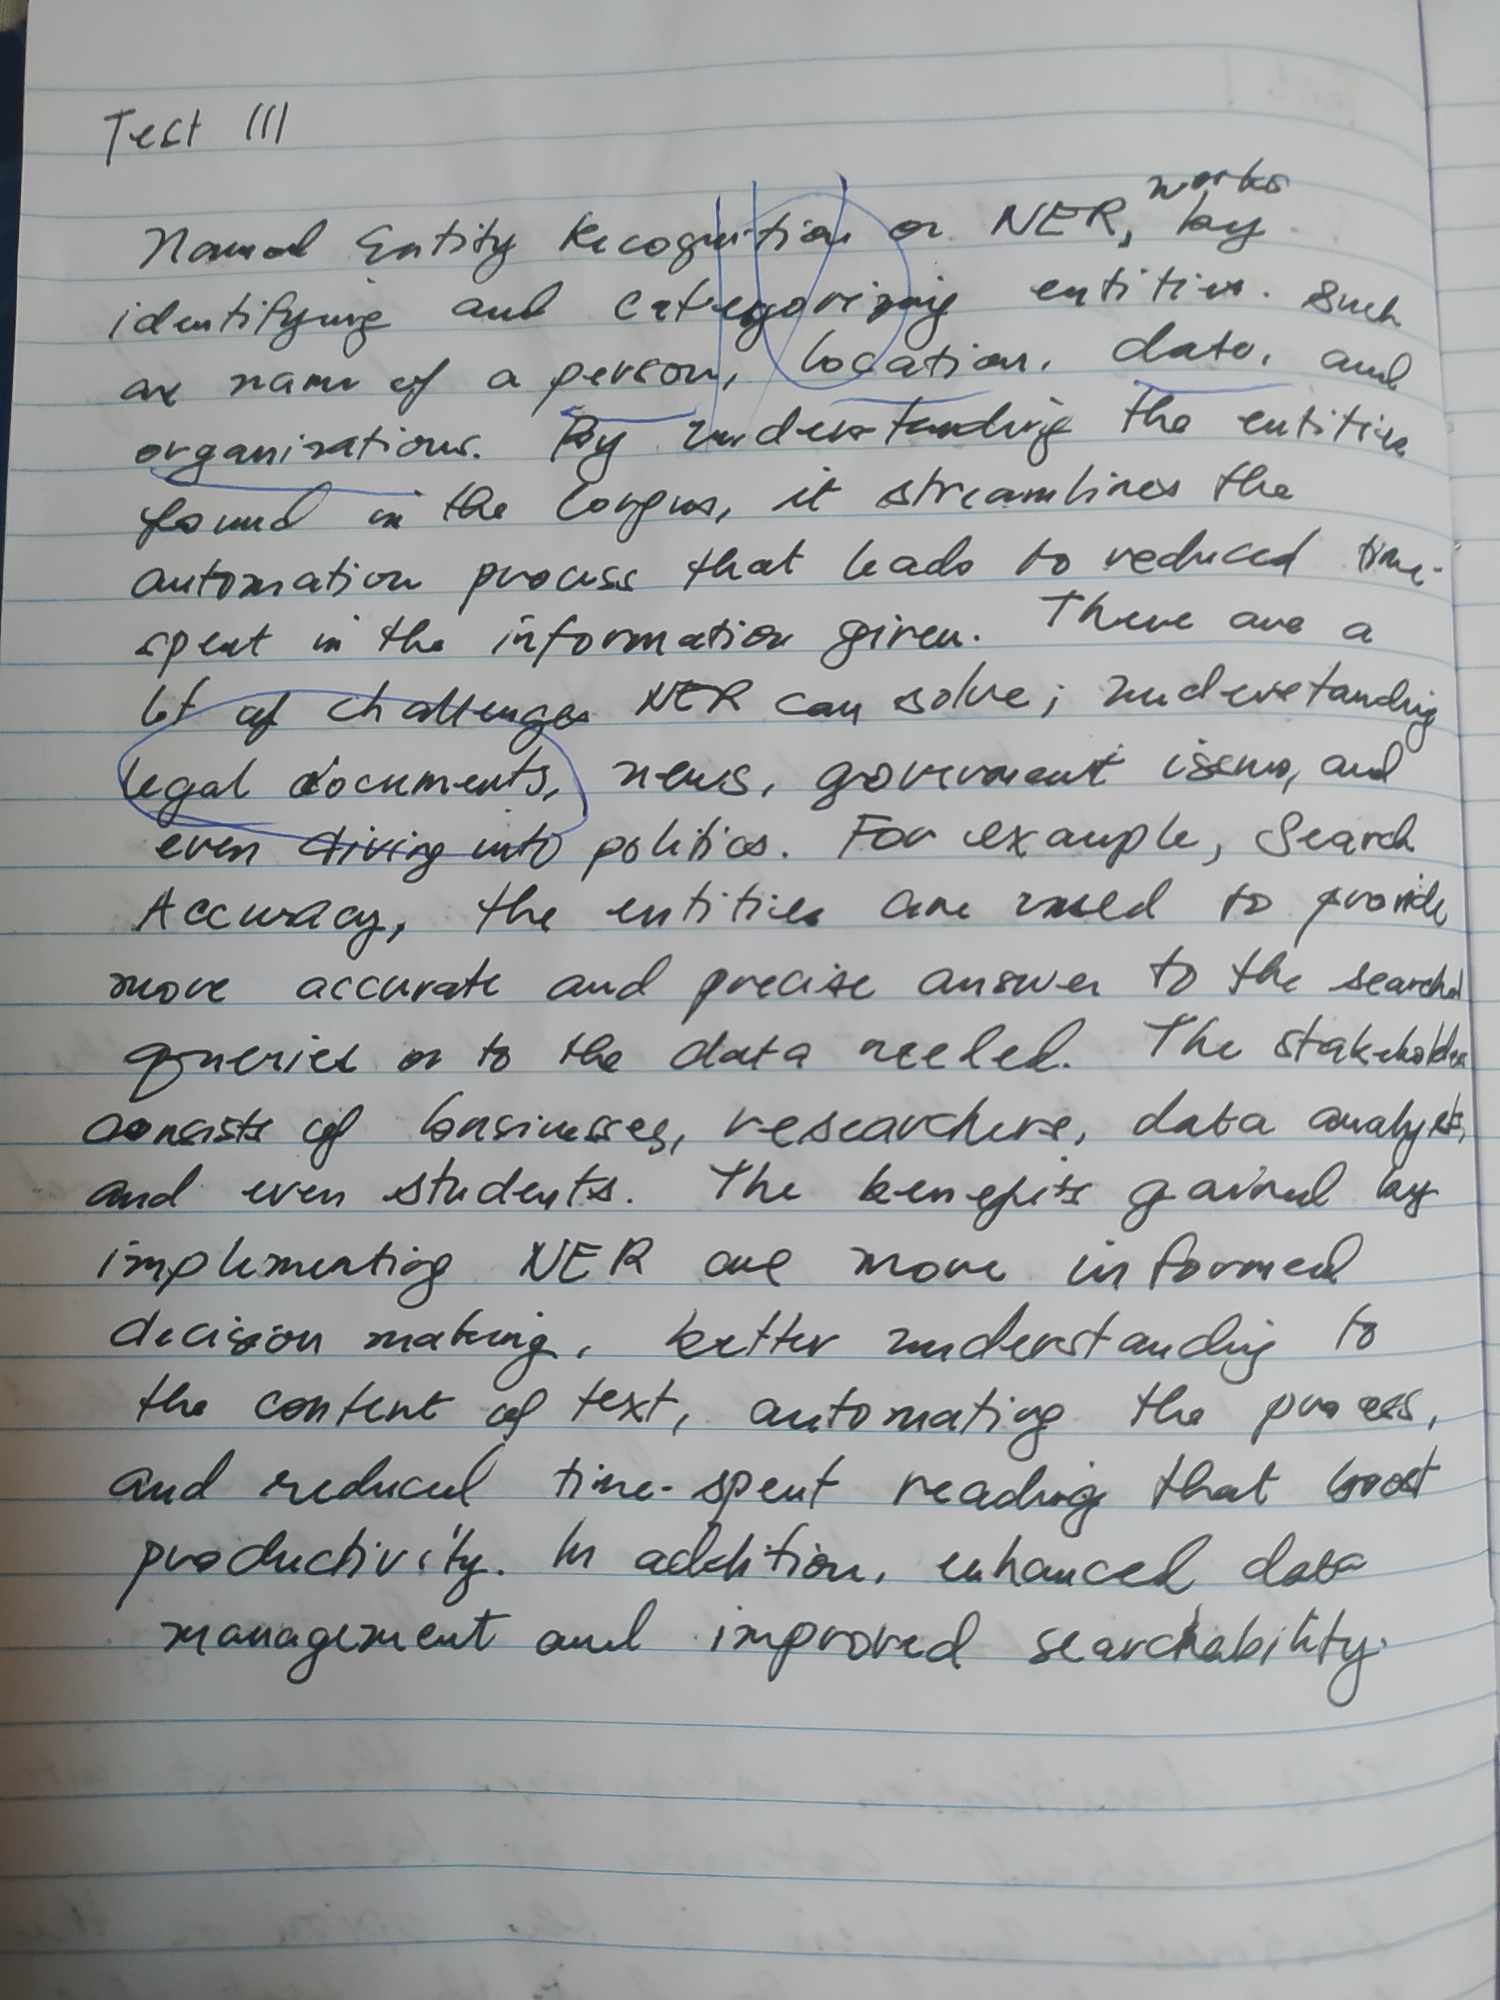 Test III
Named Entity Recognition or NER, works by
identifying and categorizing entities. such
as name of a person, location, date, and
organizations. By understanding the entities
found in the Corpus, it streamlines the
automation process that leads to reduced time-
spent in the information given. There are a
lot of challenges NER can solve; understanding
legal documents, news, government issues, and
even diving into politics. For example, Search
Accuracy, the entities are used to provide
more accurate and precise answer to the search
queries or to the data needed. The stakeholders
consists of businesses, researchers, data analysts,
and even students. The benefits gained by
implementing NER are more informed
decision making, better understanding to
the content of text, automating the process,
and reduced time-spent reading that boost
productivity. In addition, enhanced data
management and improved searchability.